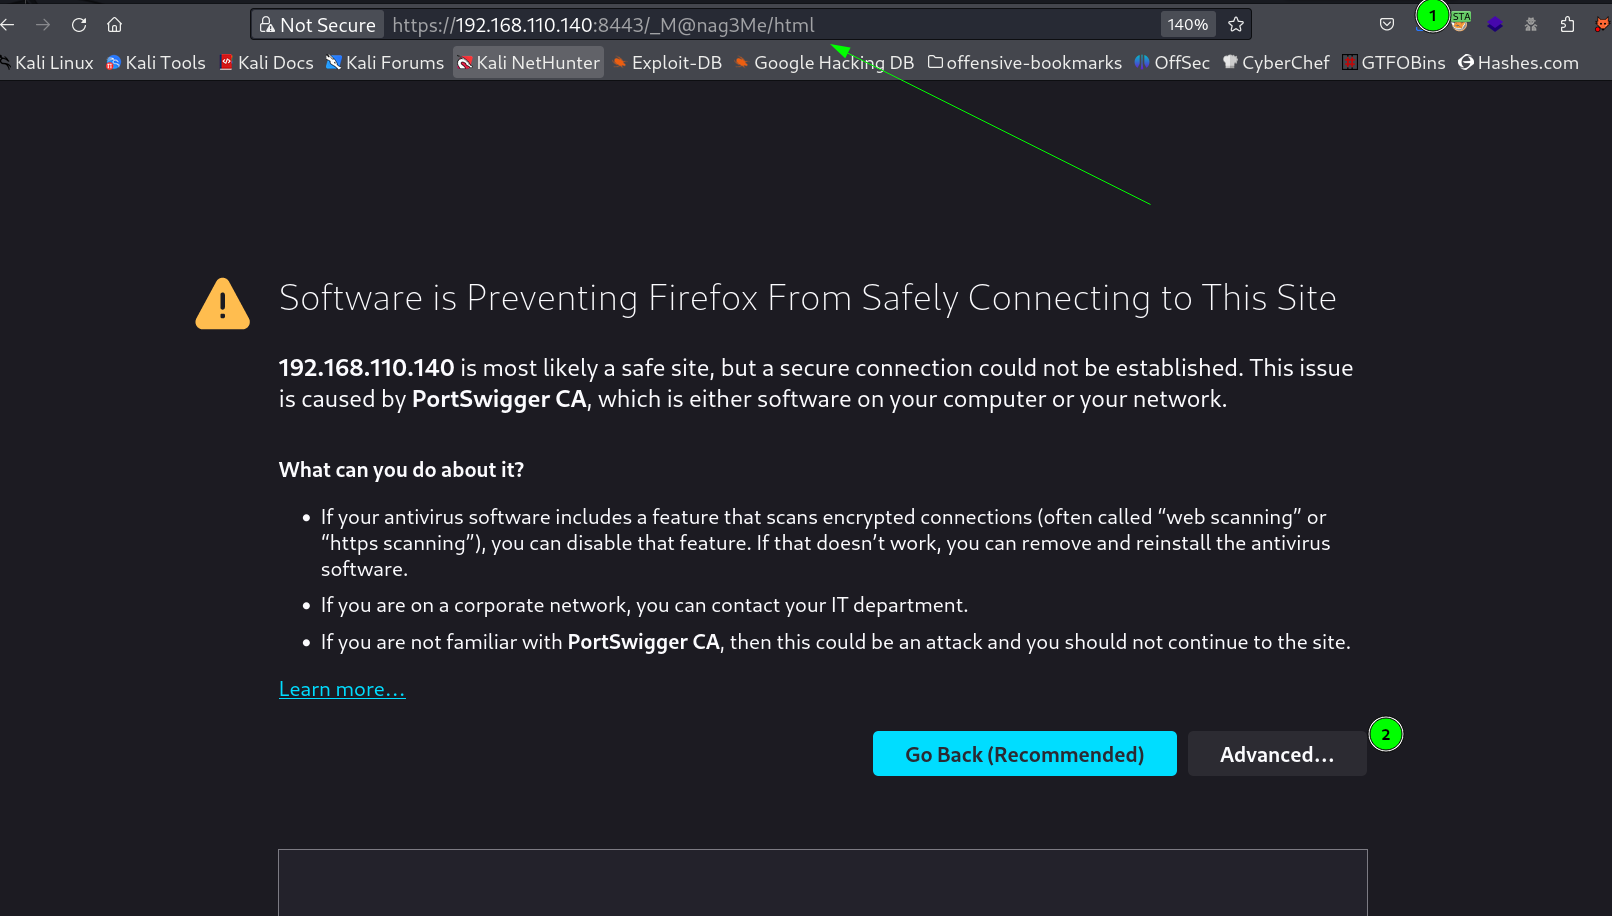 Not Secure https://192.168.110.140:8443/_M@nag3Me/html 140% 1 STA
Kali Linux Kali Tools Kali Docs Kali Forums Kali NetHunter Exploit-DB Google Hacking DB offensive-bookmarks OffSec CyberChef GTFOBins Hashes.com
Software is Preventing Firefox From Safely Connecting to This Site
192.168.110.140 is most likely a safe site, but a secure connection could not be established. This issue
is caused by PortSwigger CA, which is either software on your computer or your network.
What can you do about it?
• If your antivirus software includes a feature that scans encrypted connections (often called “web scanning” or
“https scanning”), you can disable that feature. If that doesn’t work, you can remove and reinstall the antivirus
software.
• If you are on a corporate network, you can contact your IT department.
• If you are not familiar with PortSwigger CA, then this could be an attack and you should not continue to the site.
Learn more…
Go Back (Recommended) Advanced… 2